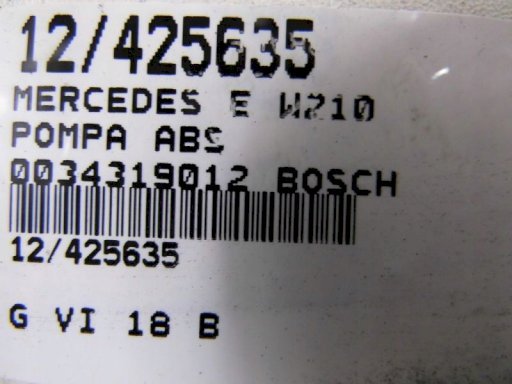 12/425635
MERCEDES E W210
POMPA ABS
0034319012 BOSCH
12/425635
G VI 18 B